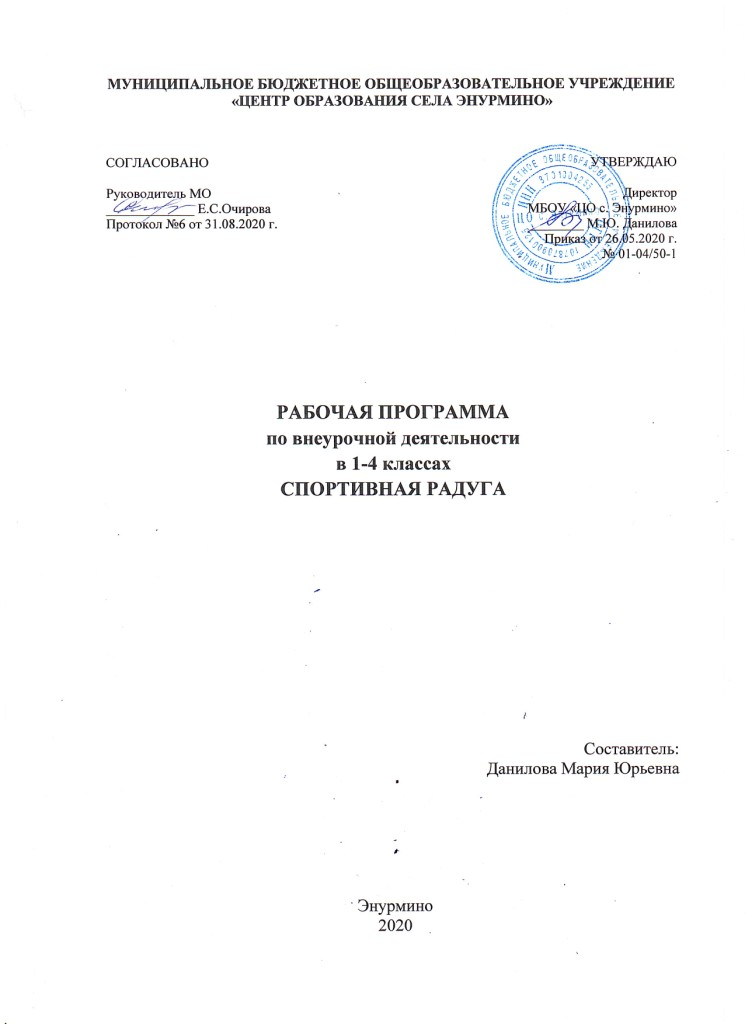 МУНИЦИПАЛЬНОЕ БЮДЖЕТНОЕ ОБЩЕОБРАЗОВАТЕЛЬНОЕ УЧРЕЖДЕНИЕ
«ЦЕНТР ОБРАЗОВАНИЯ СЕЛА ЭНУРМИНО»
СОГЛАСОВАНО
Руководитель МО
Е.С.Очирова
Протокол №6 от 31.08.2020 г.
УТВЕРЖДАЮ
Директор
МБОУ «ЦО с. Энурмино»
М.Ю. Данилова
Приказ от 26.05.2020 г.
№ 01-04/50-1
РАБОЧАЯ ПРОГРАММА
по внеурочной деятельности
в 1-4 классах
СПОРТИВНАЯ РАДУГА
Составитель:
Данилова Мария Юрьевна
Энурмино
2020